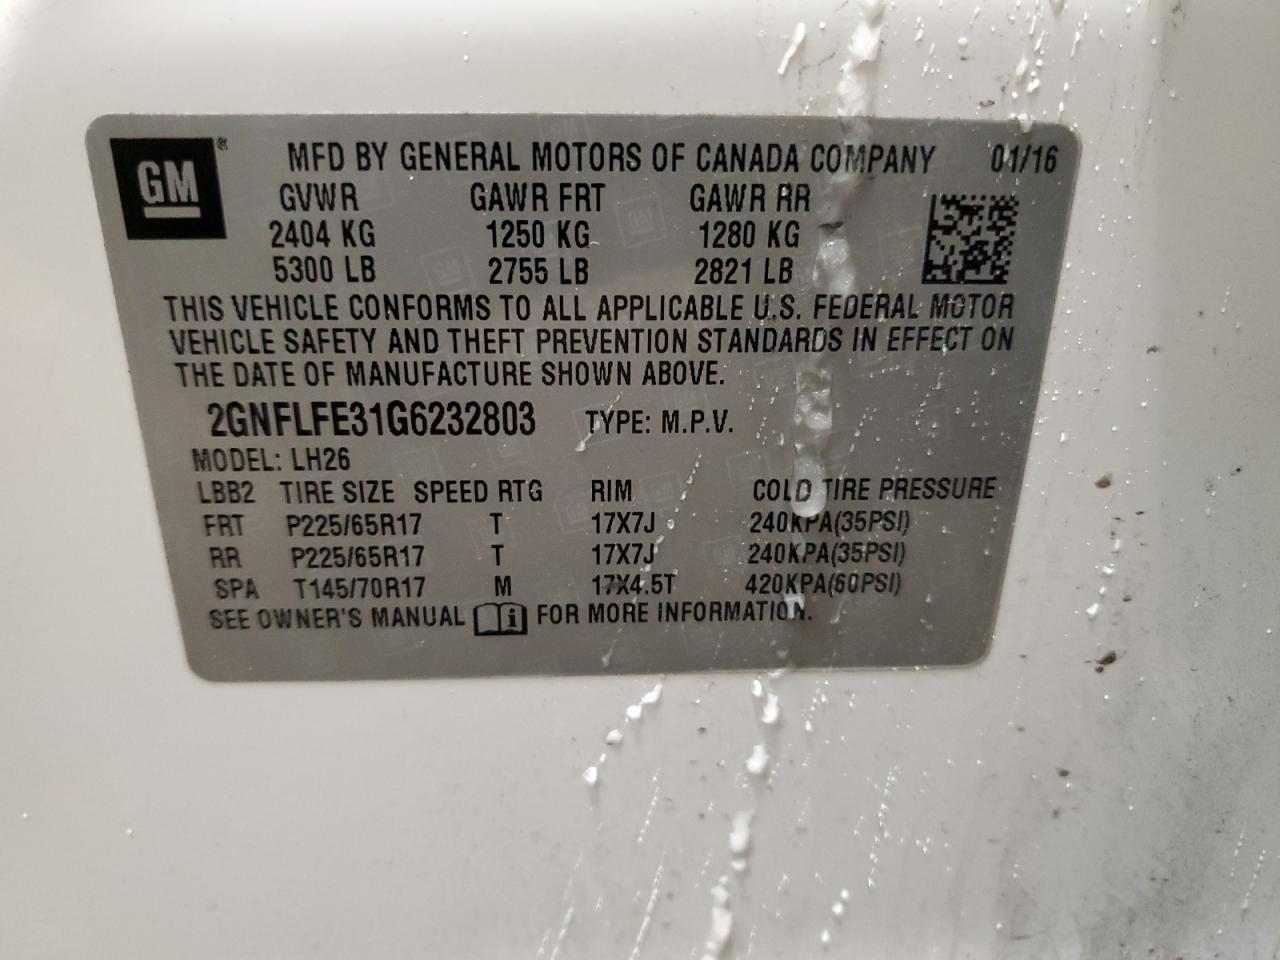 GM® MFD BY GENERAL MOTORS OF CANADA COMPANY 01/16
GVWR GAWR FRT GAWR RR
2404 KG 1250 KG 1280 KG
5300 LB 2755 LB 2821 LB
THIS VEHICLE CONFORMS TO ALL APPLICABLE U.S. FEDERAL MOTOR
VEHICLE SAFETY AND THEFT PREVENTION STANDARDS IN EFFECT ON
THE DATE OF MANUFACTURE SHOWN ABOVE.
2GNFLFE31G6232803 TYPE: M.P.V.
MODEL: LH26
LBB2 TIRE SIZE SPEED RTG RIM COLD TIRE PRESSURE
FRT P225/65R17 T 17X7J 240KPA(35PSI)
RR P225/65R17 T 17X7J 240KPA(35PSI)
SPA T145/70R17 M 17X4.5T 420KPA(60PSI)
SEE OWNER'S MANUAL i FOR MORE INFORMATION.